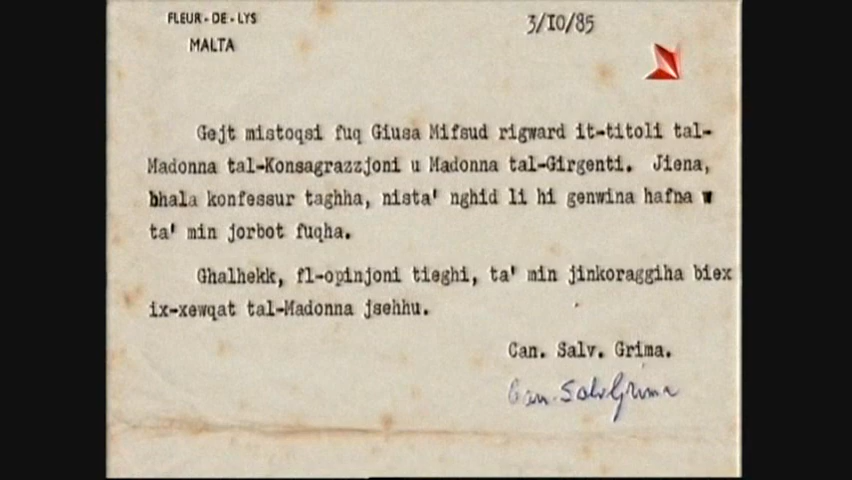 FLEUR-DE-LYS
MALTA
3/10/85
Gejt mistoqsi fuq Giusa Mifsud rigward it-titoli tal-
Madonna tal-Konsagrazzjoni u Madonna tal-Girgenti. Jiena,
bhala konfessur taghha, nista' nghid li hi genwina hafna w
ta' min jorbot fuqha.
Ghalhekk, fl-opinjoni tieghi, ta' min jinkoraggiha biex
ix-xewqat tal-Madonna jsehhu.
Can. Salv. Grima.
Can. Salv Grima